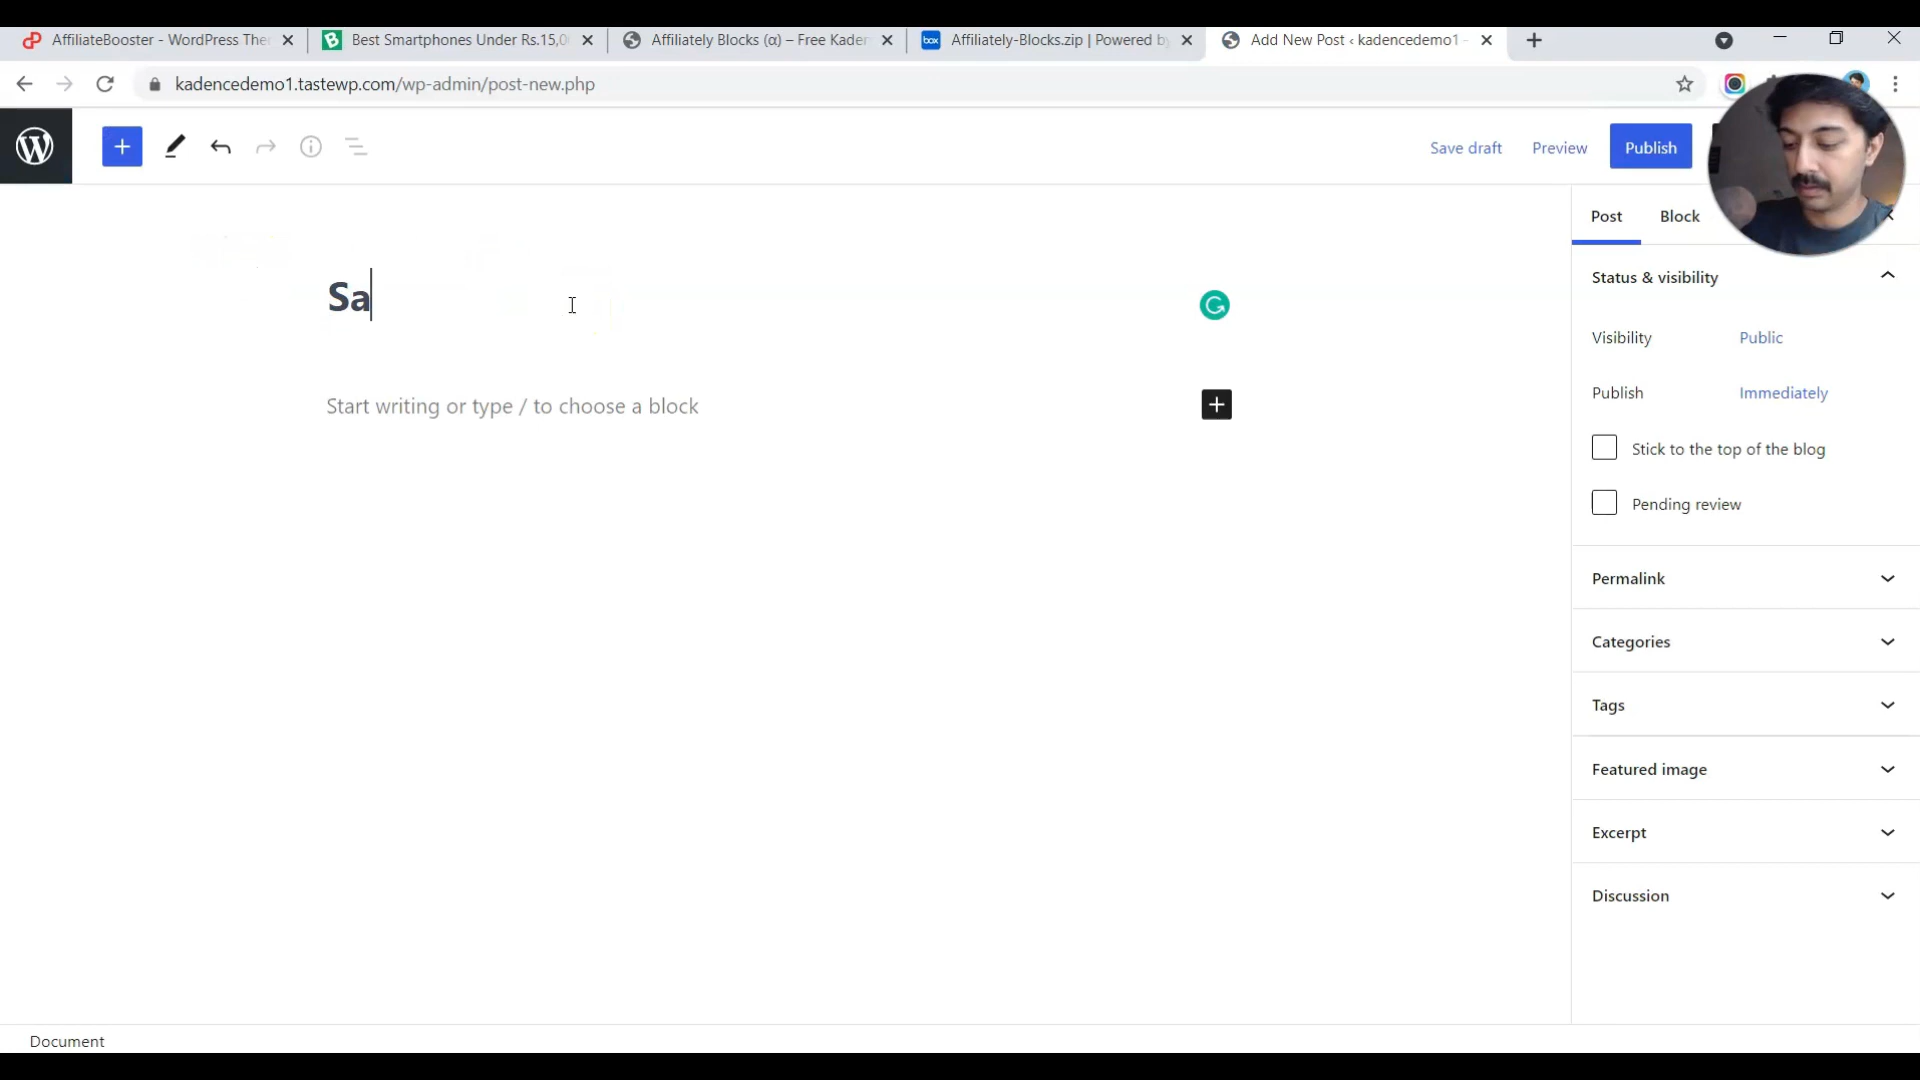 AffiliateBooster - WordPress The
Best Smartphones Under Rs.15,0
Affiliately Blocks (α) – Free Kader
Affiliately-Blocks.zip | Powered by
Add New Post ‹ kadencedemo1 -
kadencedemo1.tastewp.com/wp-admin/post-new.php
Save draft
Preview
Publish
Post
Block
Sa
Start writing or type / to choose a block
Status & visibility
Visibility
Public
Publish
Immediately
Stick to the top of the blog
Pending review
Permalink
Categories
Tags
Featured image
Excerpt
Discussion
Document